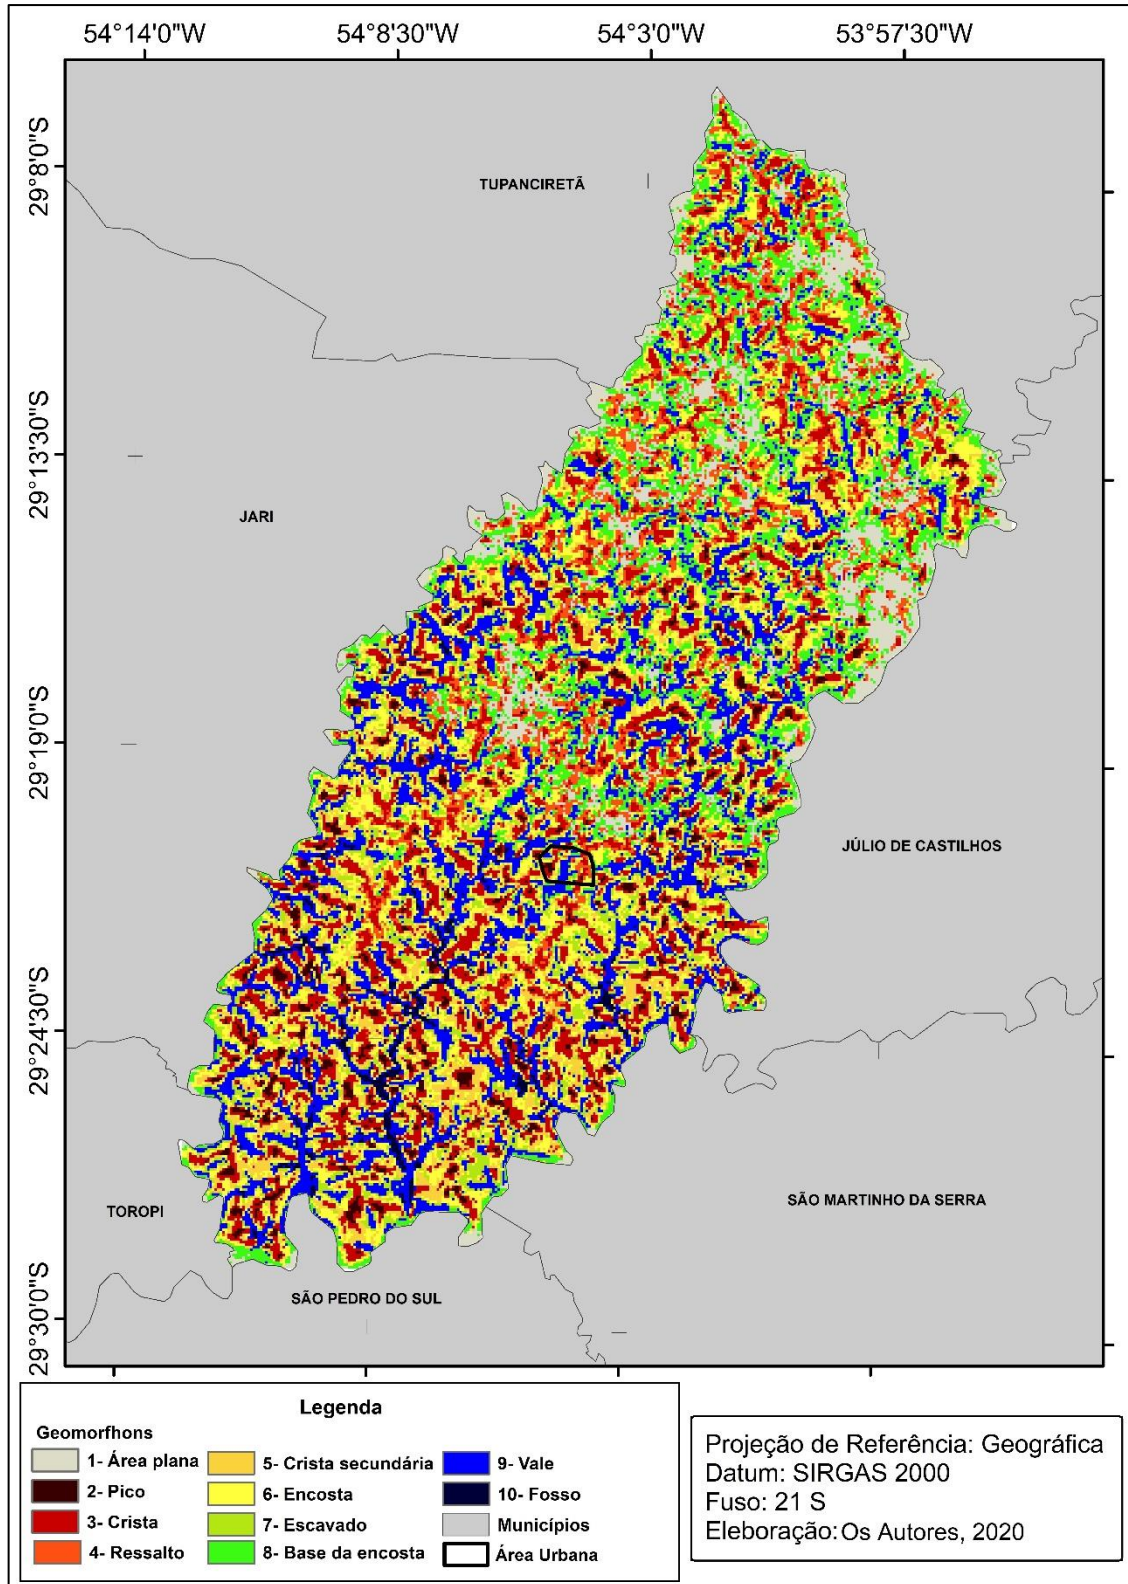 54°14'0"W 54°8'30"W 54°3'0"W 53°57'30"W
29°8'0"S
29°13'30"S
29°19'0"S
29°24'30"S
29°30'0"S
TUPANCIRETÃ
JARI
JÚLIO DE CASTILHOS
SÃO MARTINHO DA SERRA
TOROPI
SÃO PEDRO DO SUL
Legenda
Geomorfhons
1- Área plana
2- Pico
3- Crista
4- Ressalto
5- Crista secundária
6- Encosta
7- Escavado
8- Base da encosta
9- Vale
10- Fosso
Municípios
Área Urbana
Projeção de Referência: Geográfica
Datum: SIRGAS 2000
Fuso: 21 S
Eleboração: Os Autores, 2020